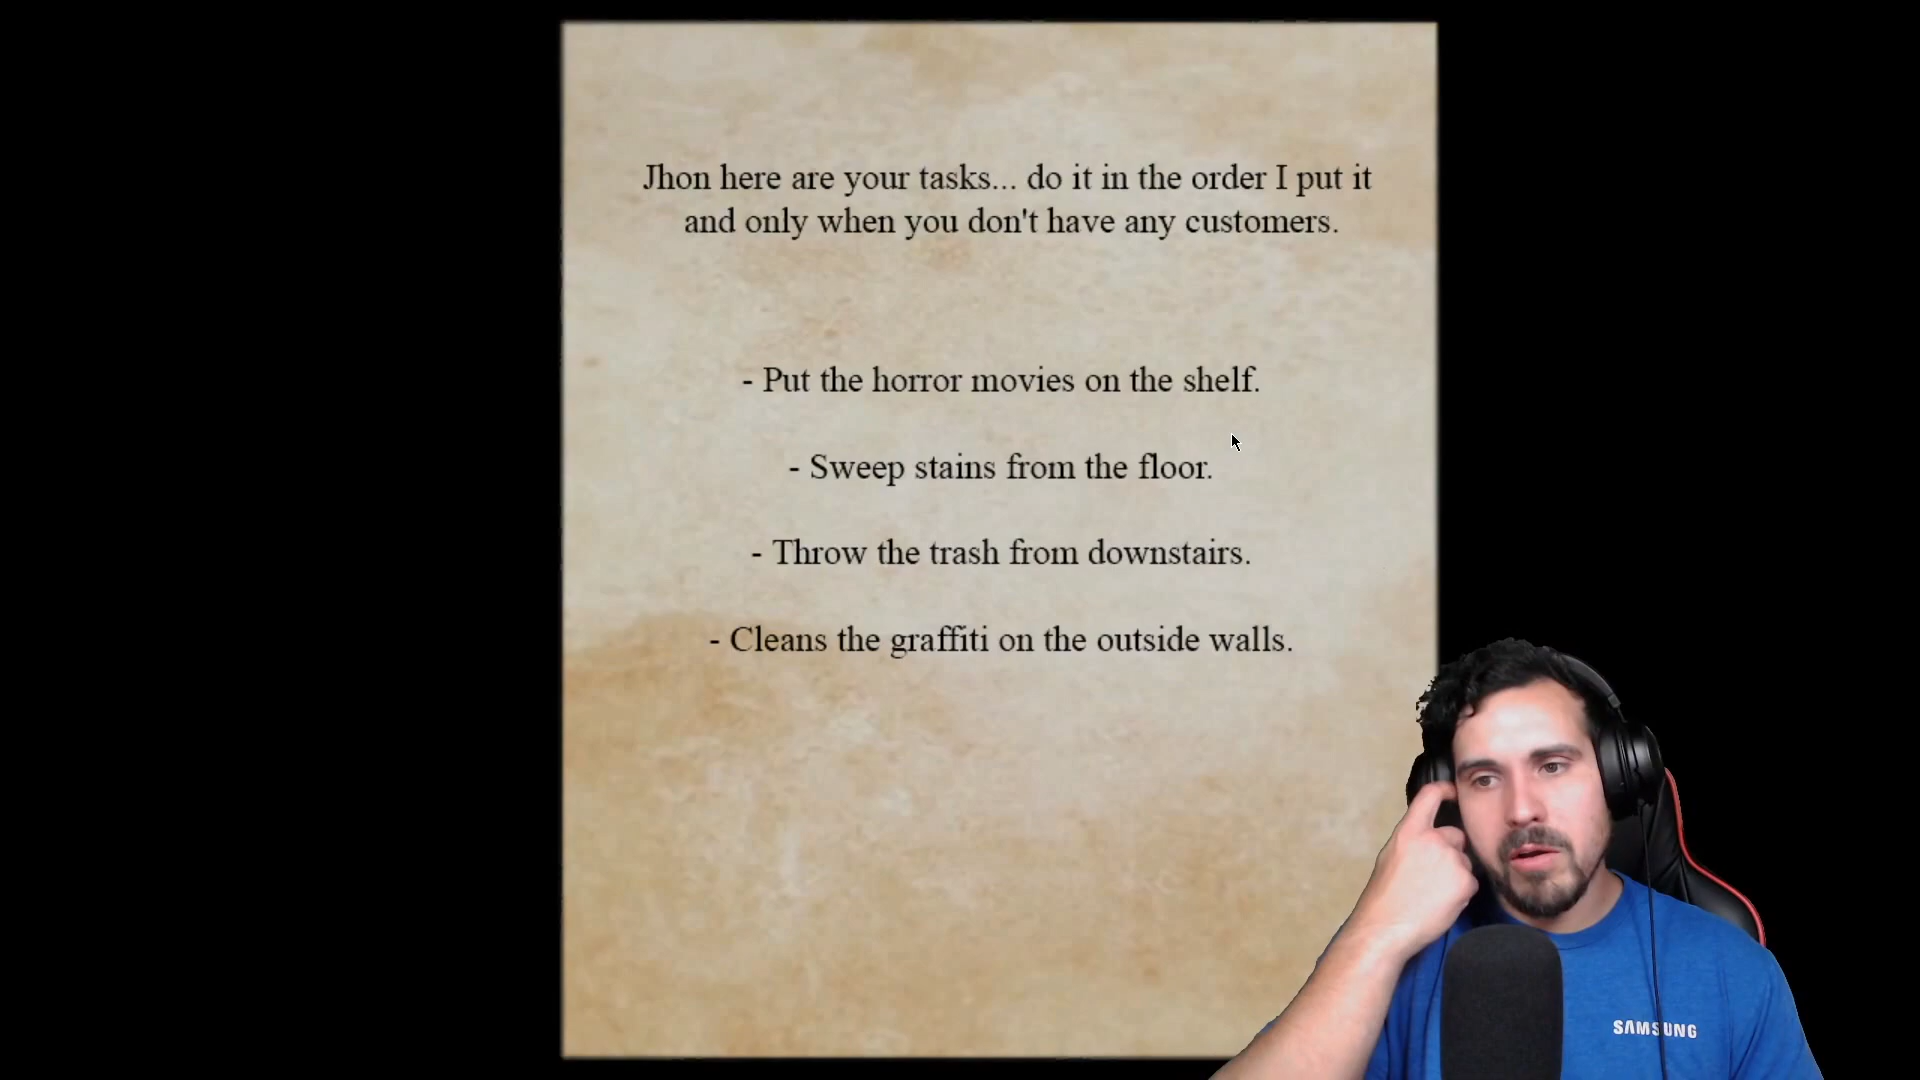 Jhon here are your tasks... do it in the order I put it
and only when you don't have any customers.
- Put the horror movies on the shelf.
- Sweep stains from the floor.
- Throw the trash from downstairs.
- Cleans the graffiti on the outside walls.
SAMSUNG